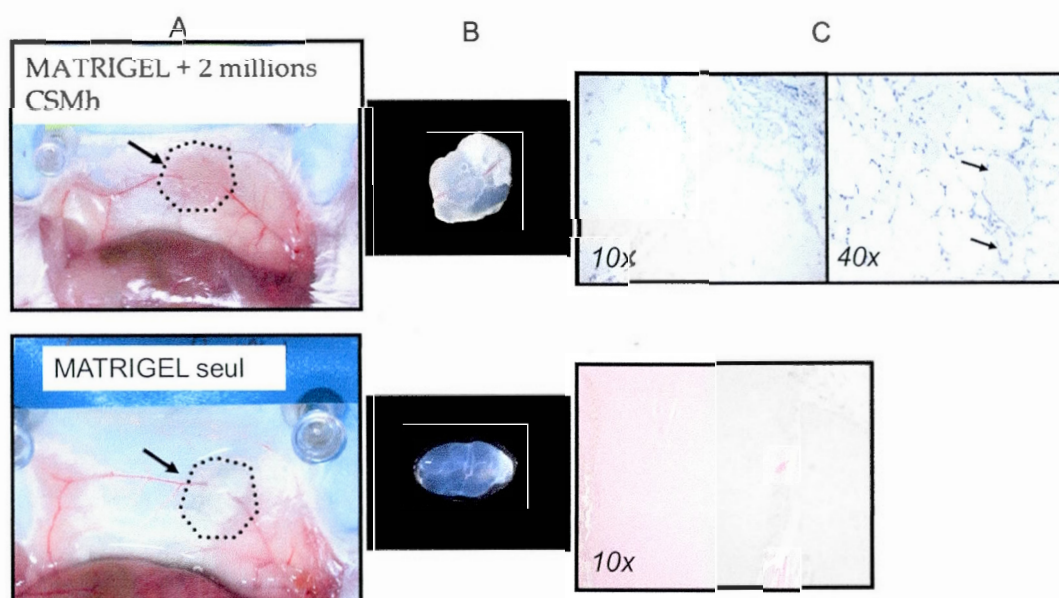 A
B
C
MATRIGEL + 2 millions
CSMh
10x
40x
MATRIGEL seul
10x